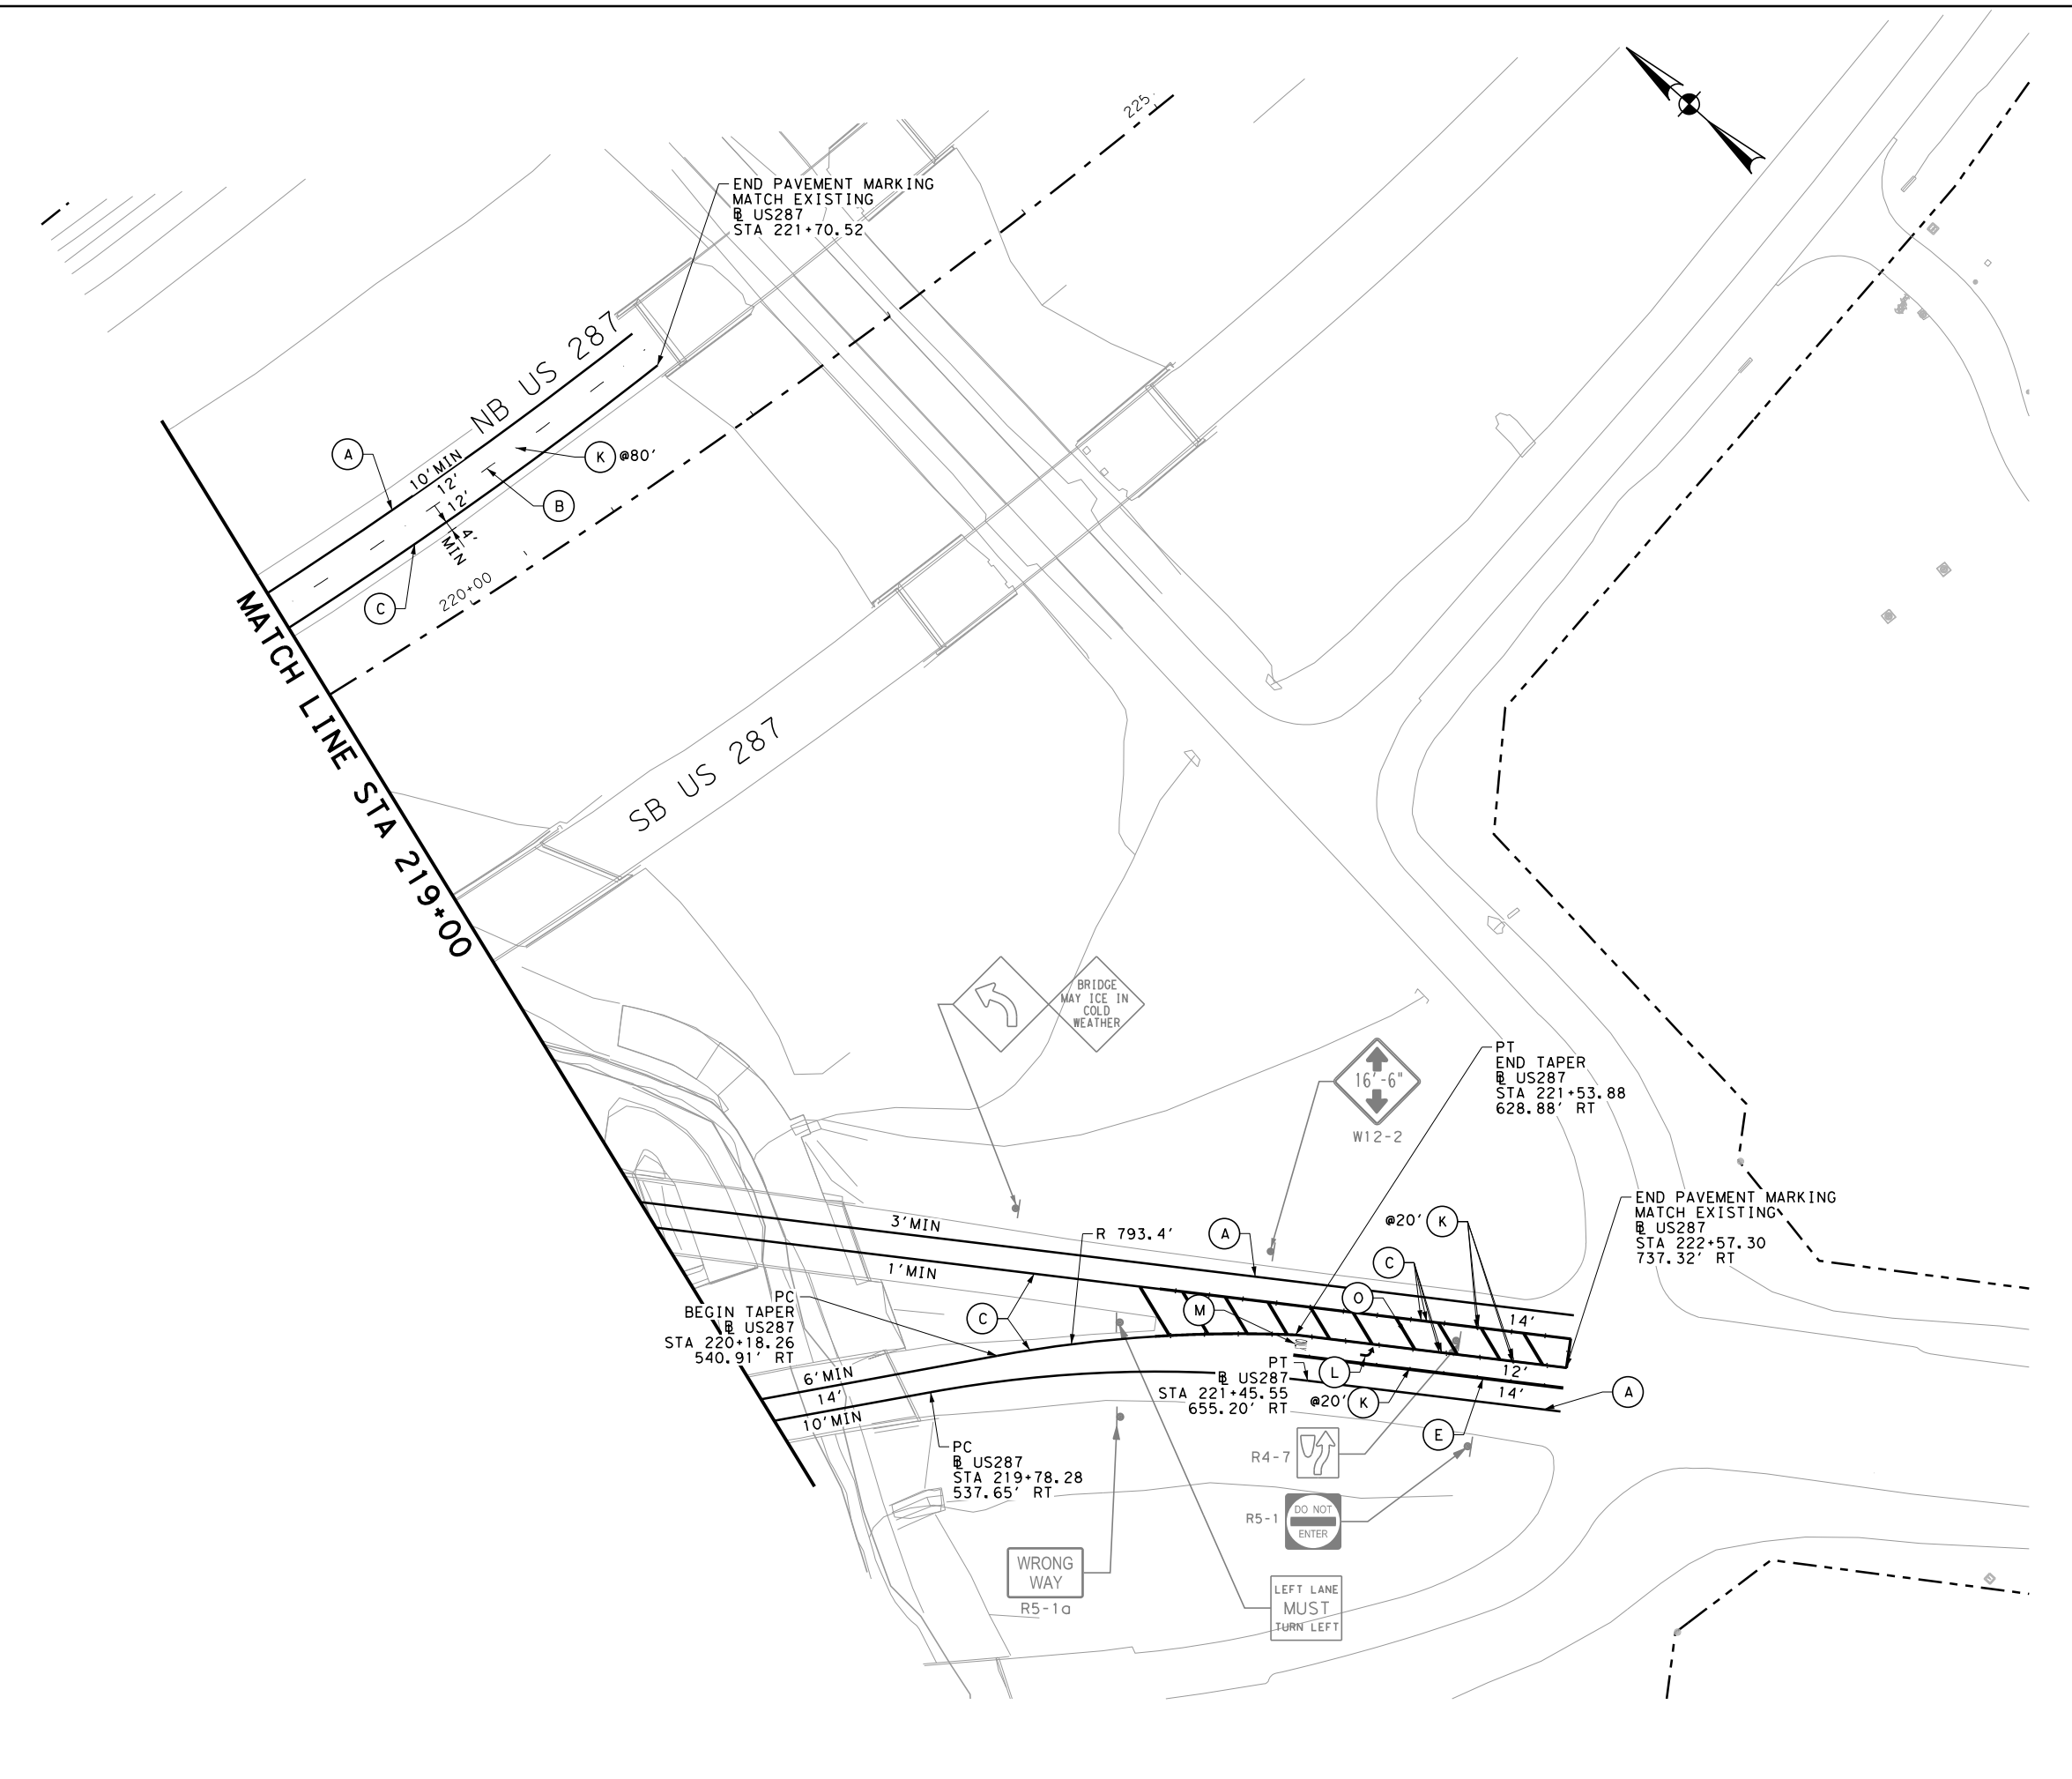 225
END PAVEMENT MARKING
MATCH EXISTING
BL US287
STA 221+70.52
NB US 287
A
10'MIN
12'
12'
K @80'
B
4'
MIN
C
220+00
MATCH LINE STA 219+00
SB US 287
BRIDGE
MAY ICE IN
COLD
WEATHER
16'-6"
W12-2
PT
END TAPER
BL US287
STA 221+53.88
628.88' RT
END PAVEMENT MARKING
MATCH EXISTING
BL US287
STA 222+57.30
737.32' RT
3'MIN
R 793.4'
A
@20' K
C
1'MIN
PC
BEGIN TAPER
BL US287
STA 220+18.26
540.91' RT
C
M
O
14'
12'
14'
L
PT
BL US287
STA 221+45.55
655.20' RT
@20' K
A
E
6'MIN
14'
10'MIN
PC
BL US287
STA 219+78.28
537.65' RT
R4-7
R5-1
DO NOT
ENTER
WRONG
WAY
R5-1a
LEFT LANE
MUST
TURN LEFT